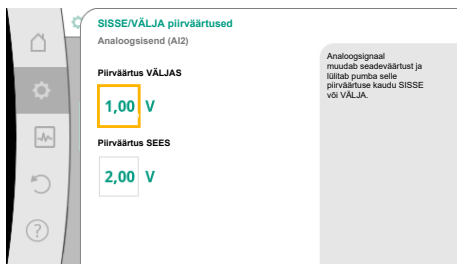 SISSE/VÄLJA piirväärtused
Analoogsisend (AI2)
Piirväärtus VÄLJAS
1,00 V
Piirväärtus SEES
2,00 V
Analoogsignaal
muudab seadeväärtust ja
lülitab pumba selle
piirväärtuse kaudu SISSE
või VÄLJA.